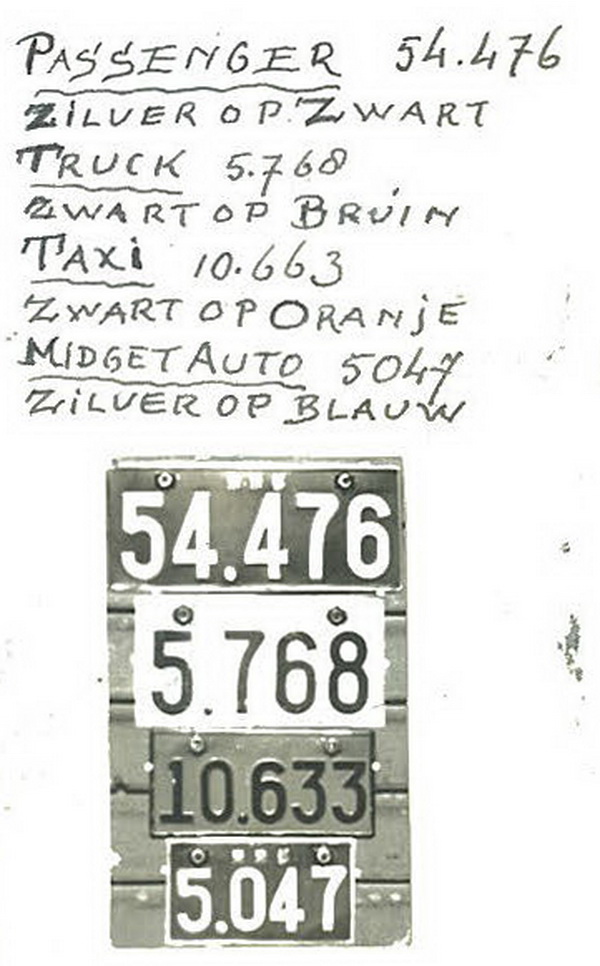 PASSENGER 54.476
ZILVER OP ZWART
TRUCK 5.768
ZWART OP BRUIN
TAXI 10.663
ZWART OP ORANJE
MIDGET AUTO 5047
ZILVER OP BLAUW
54.476
5.768
10.633
5.047